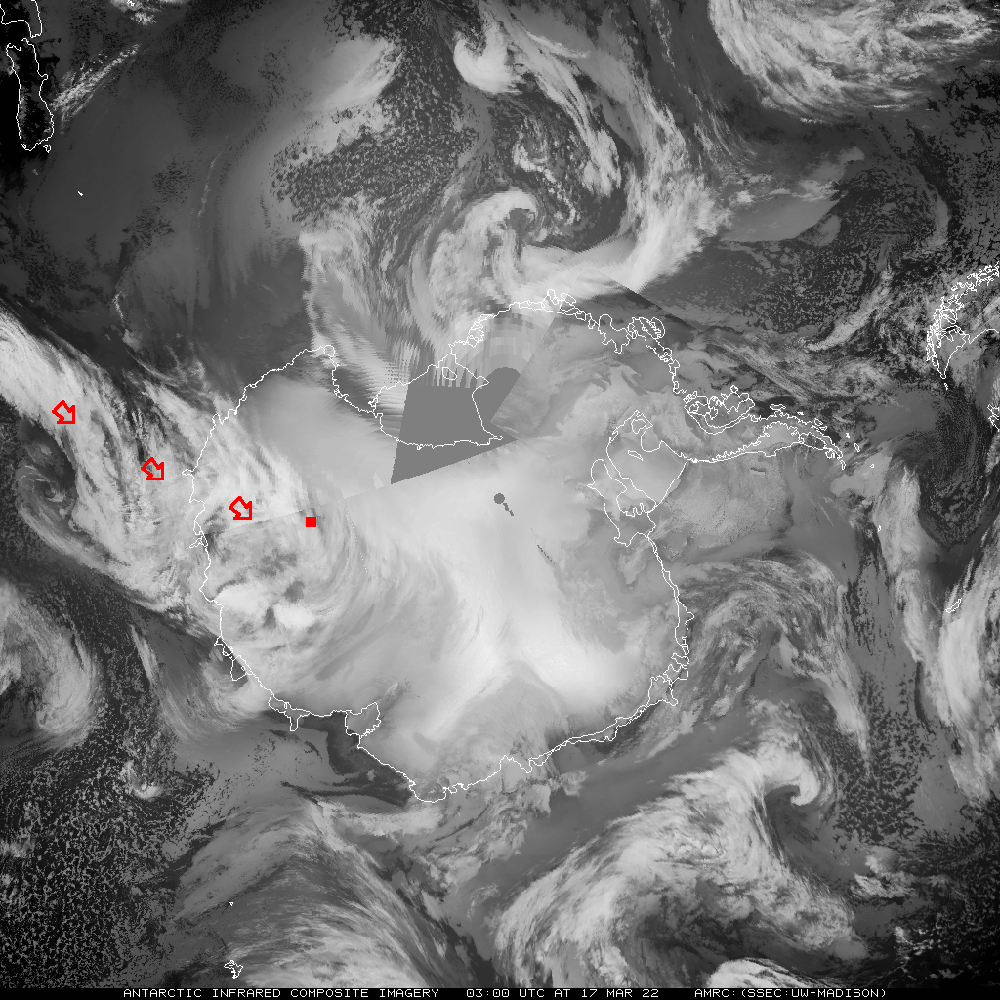 ANTARCTIC INFRARED COMPOSITE IMAGERY 03:00 UTC AT 17 MAR 22 AMRC:(SSEC:UW-MADISON)